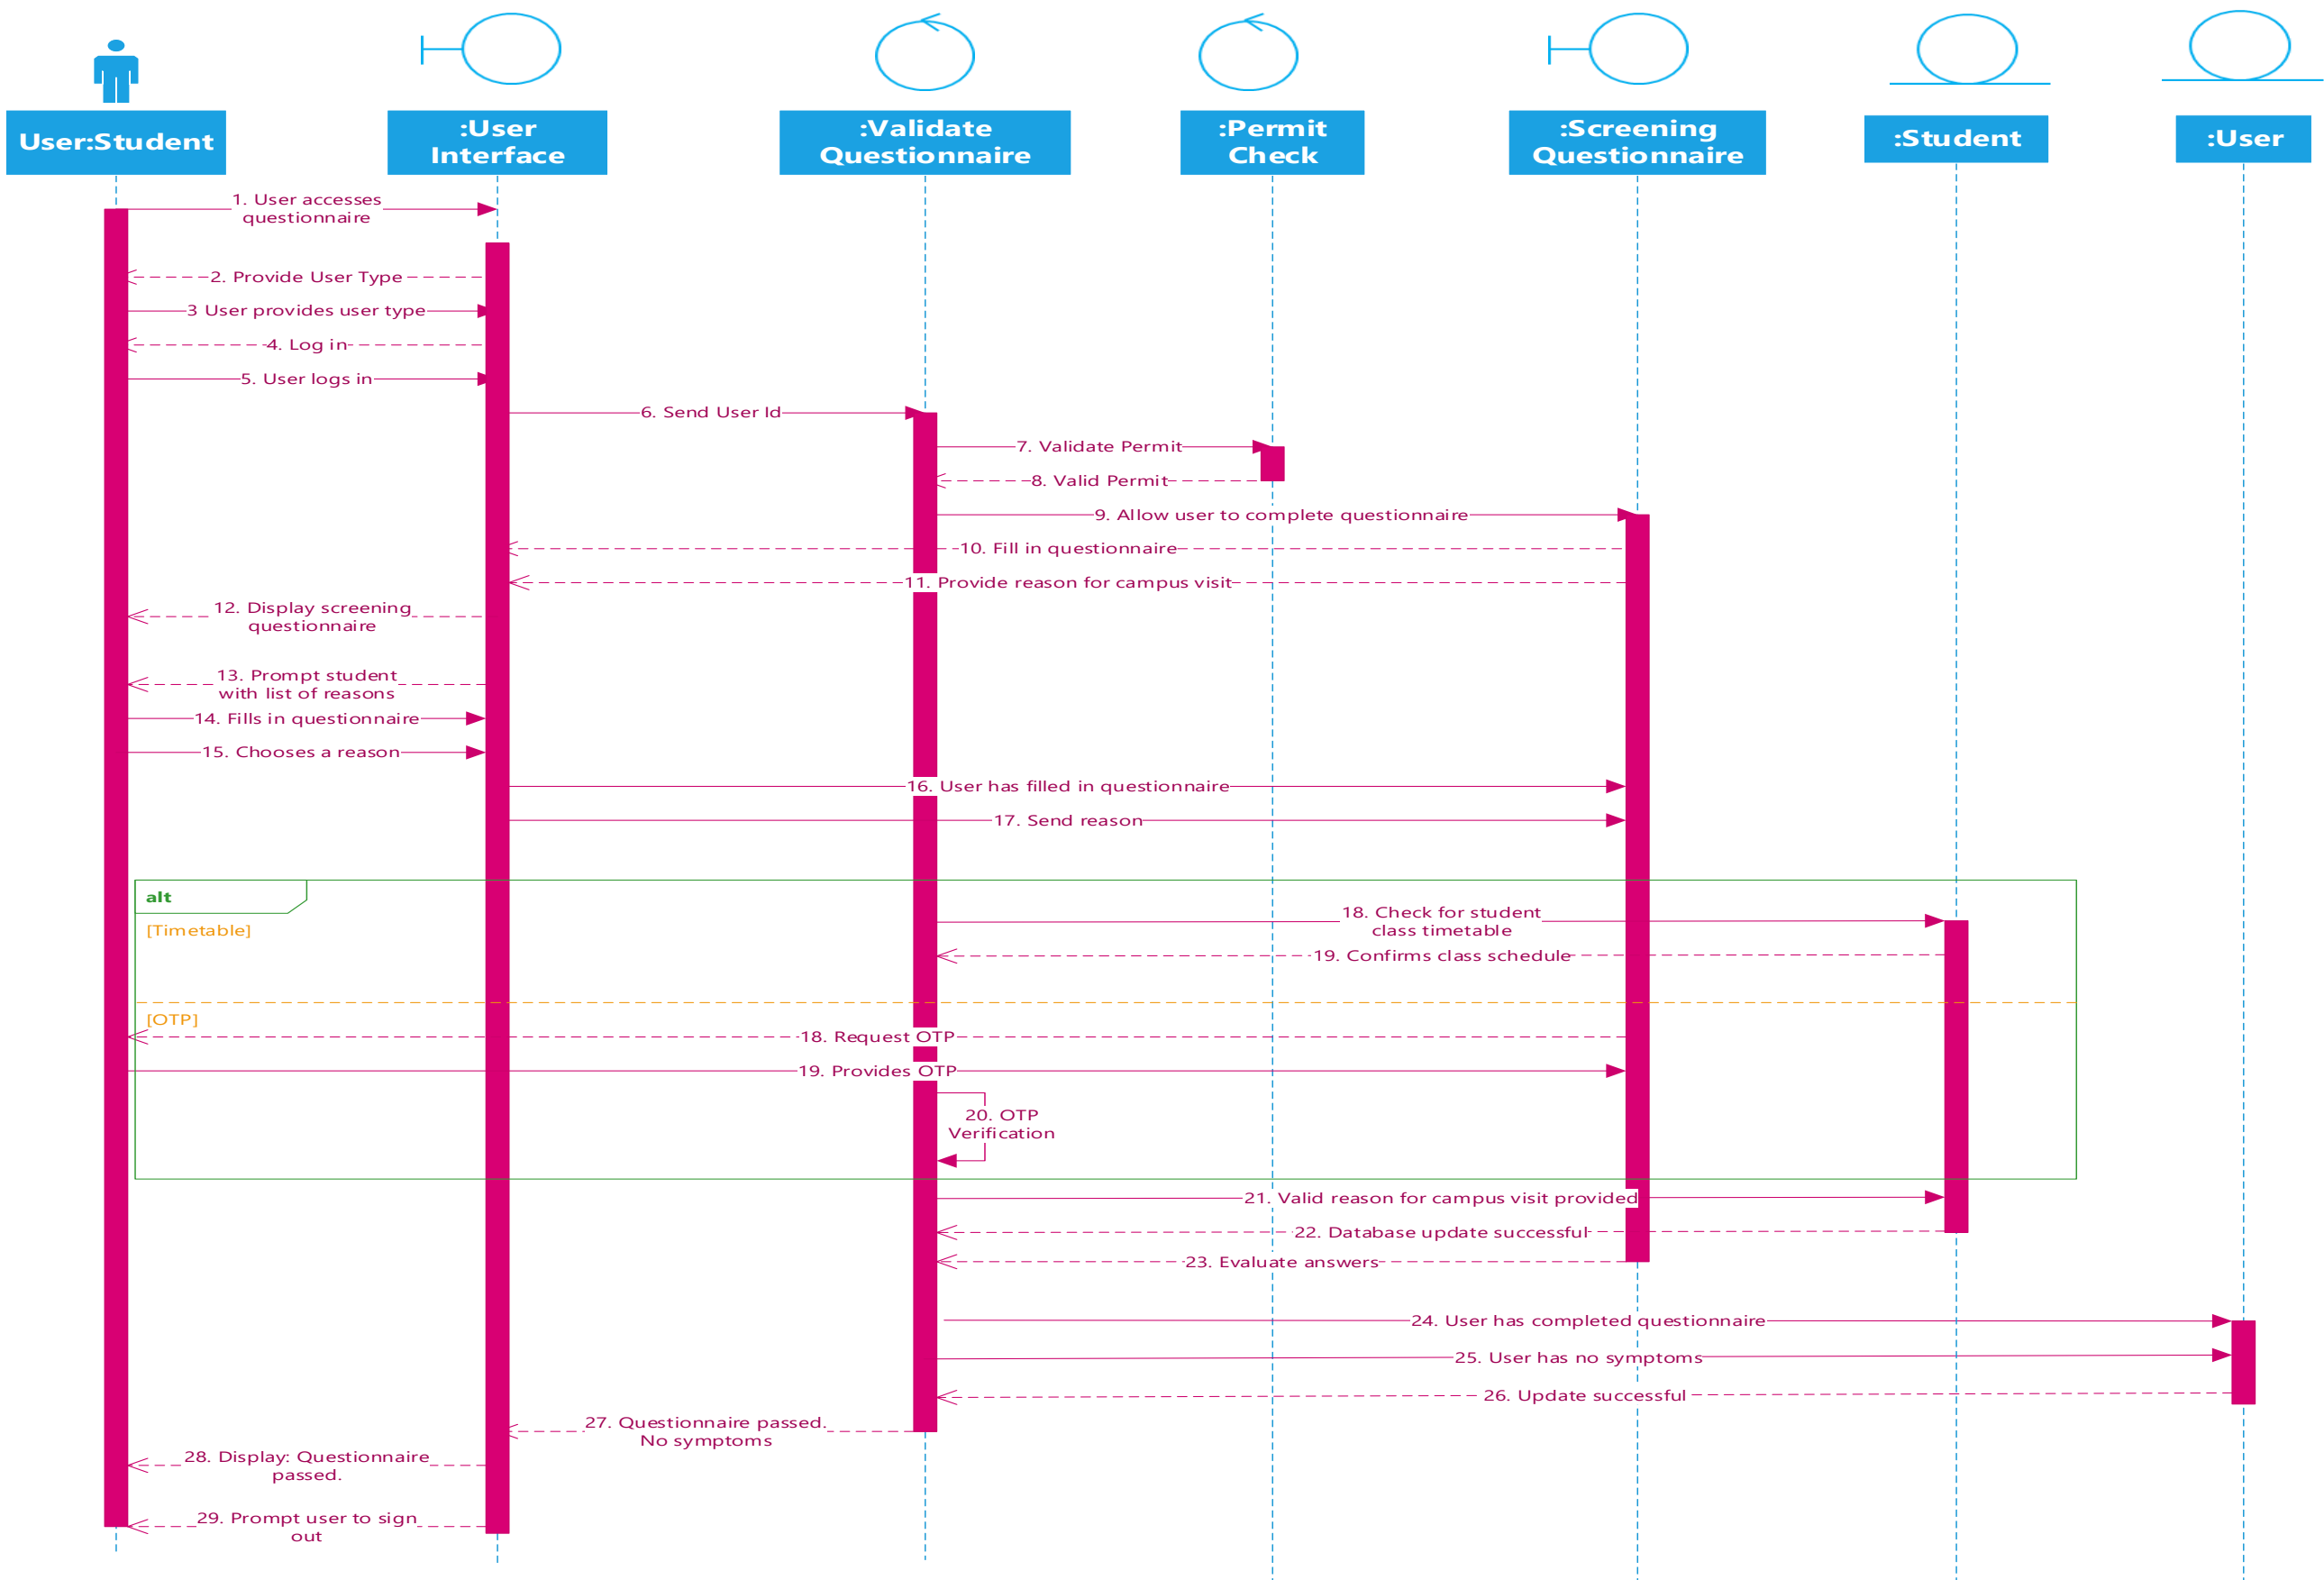 User:Student
:User
Interface
:Validate
Questionnaire
:Permit
Check
:Screening
Questionnaire
:Student
:User
1. User accesses
questionnaire
2. Provide User Type
3 User provides user type
4. Log in
5. User logs in
6. Send User Id
7. Validate Permit
8. Valid Permit
9. Allow user to complete questionnaire
10. Fill in questionnaire
11. Provide reason for campus visit
12. Display screening
questionnaire
13. Prompt student
with list of reasons
14. Fills in questionnaire
15. Chooses a reason
16. User has filled in questionnaire
17. Send reason
alt
[Timetable]
18. Check for student
class timetable
19. Confirms class schedule
[OTP]
18. Request OTP
19. Provides OTP
20. OTP
Verification
21. Valid reason for campus visit provided
22. Database update successful
23. Evaluate answers
24. User has completed questionnaire
25. User has no symptoms
26. Update successful
27. Questionnaire passed.
No symptoms
28. Display: Questionnaire
passed.
29. Prompt user to sign
out